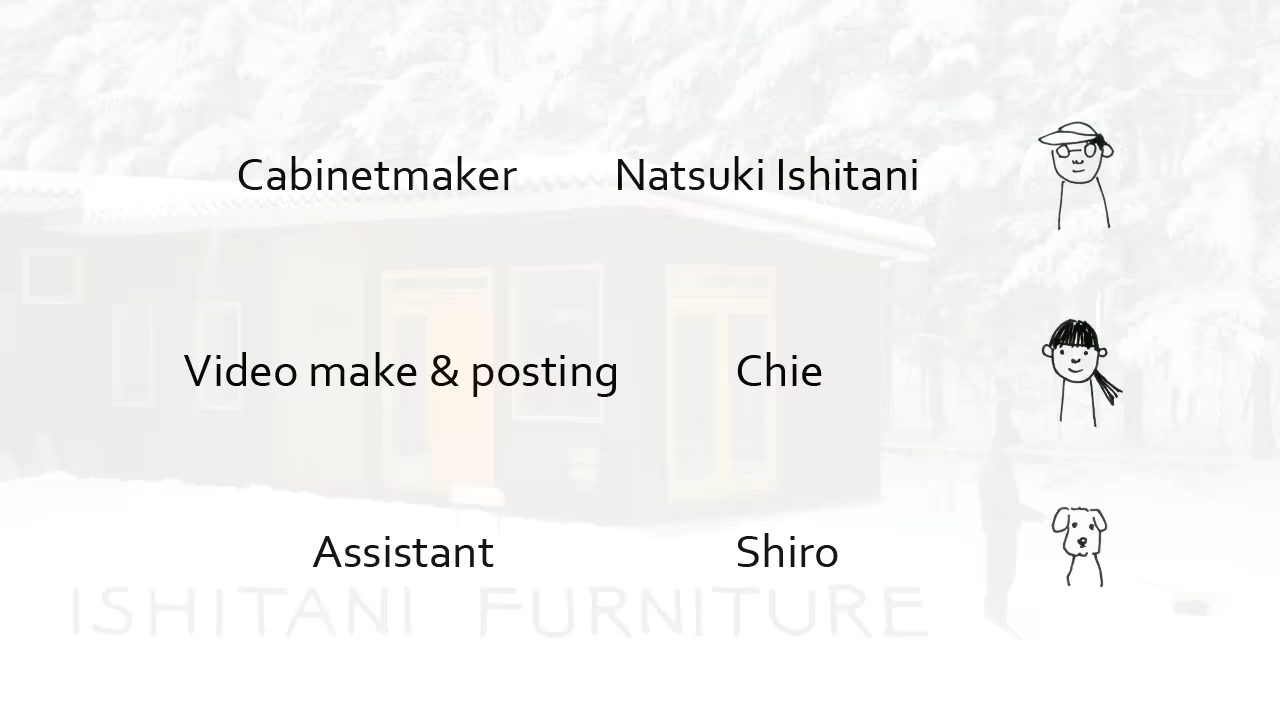 Cabinetmaker Natsuki Ishitani
Video make & posting Chie
Assistant Shiro
ISHITANI FURNITURE